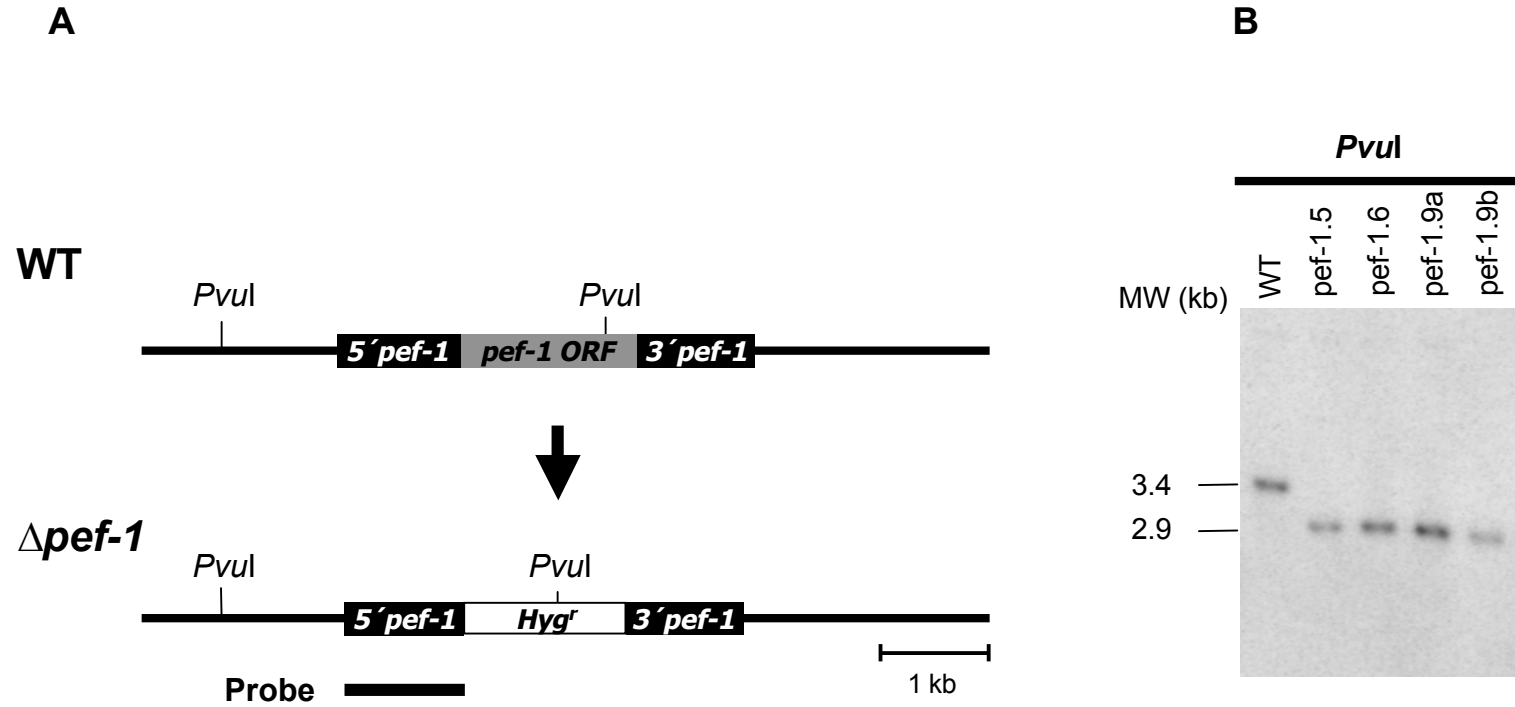 A
B
PvuI
WT
pef-1.5
pef-1.6
pef-1.9a
pef-1.9b
MW (kb)
WT
PvuI
PvuI
5´pef-1
pef-1 ORF
3´pef-1
3.4
2.9
Δpef-1
PvuI
PvuI
5´pef-1
Hygʳ
3´pef-1
Probe
1 kb